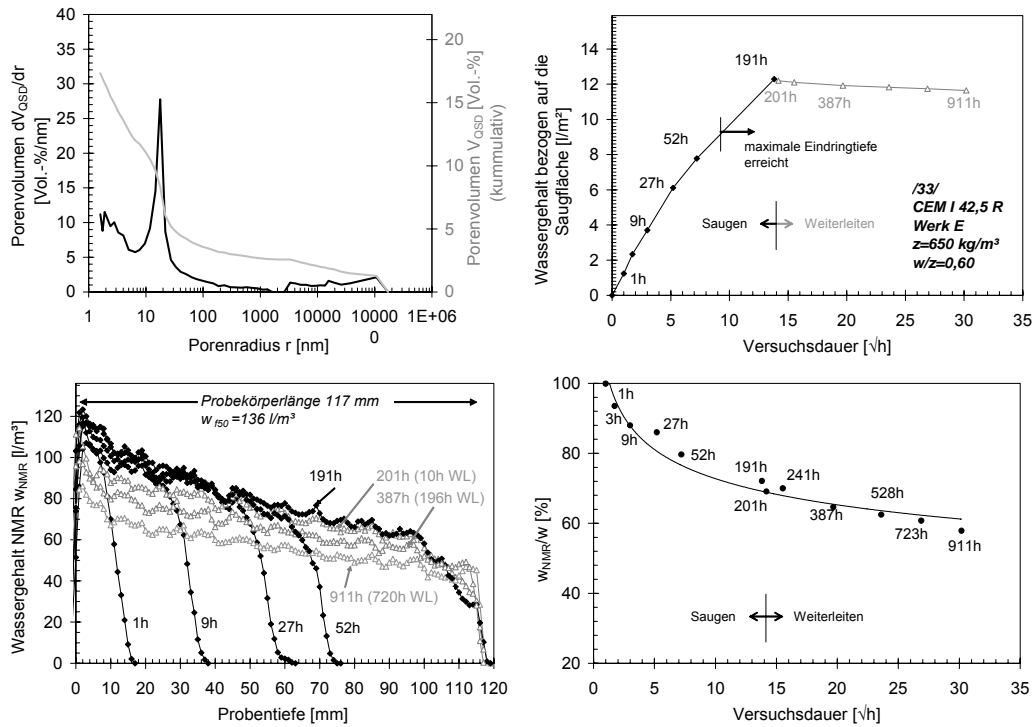 40
35
30
25
20
15
10
5
0
Porenvolumen dV_QSD/dr
[Vol.-%/nm]
20
15
10
5
0
Porenvolumen V_QSD [Vol.-%]
(kummulativ)
1 10 100 1000 10000 10000 1E+06
0
Porenradius r [nm]
14
12
10
8
6
4
2
0
Wassergehalt bezogen auf die
Saugfläche [l/m²]
191h
201h
387h
911h
52h
27h
9h
1h
maximale Eindringtiefe
erreicht
Saugen
Weiterleiten
/33/
CEM I 42,5 R
Werk E
z=650 kg/m³
w/z=0,60
0 5 10 15 20 25 30 35
Versuchsdauer [√h]
120
100
80
60
40
20
0
Wassergehalt NMR w_NMR [l/m³]
Probekörperlänge 117 mm
w_f50 =136 l/m³
191h
201h (10h WL)
387h (196h WL)
911h (720h WL)
1h
9h
27h
52h
0 10 20 30 40 50 60 70 80 90 100 110 120
Probentiefe [mm]
100
80
60
40
20
w_NMR/w [%]
1h
3h
9h
27h
52h
191h
241h
201h
387h
528h
723h
911h
Saugen
Weiterleiten
0 5 10 15 20 25 30 35
Versuchsdauer [√h]